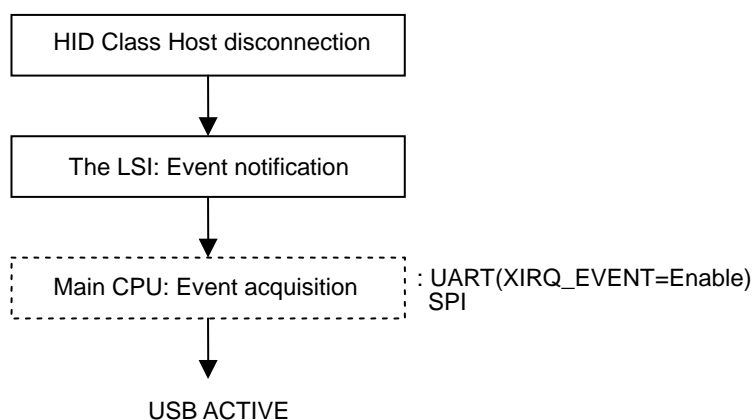 HID Class Host disconnection
The LSI: Event notification
Main CPU: Event acquisition
: UART(XIRQ_EVENT=Enable)
SPI
USB ACTIVE